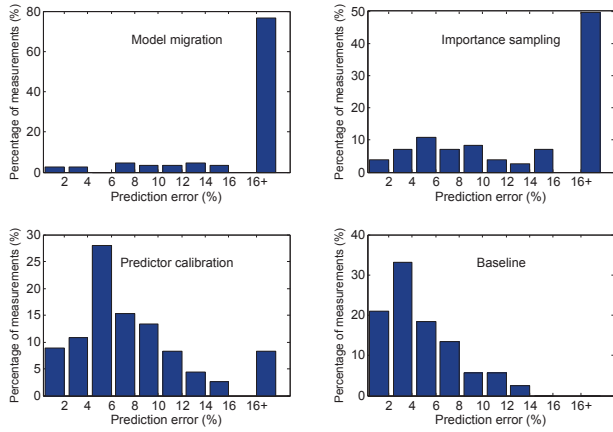 Model migration
Percentage of measurements (%)
80
60
40
20
0
2 4 6 8 10 12 14 16 16+
Prediction error (%)
Importance sampling
Percentage of measurements (%)
50
40
30
20
10
0
2 4 6 8 10 12 14 16 16+
Prediction error (%)
Predictor calibration
Percentage of measurements (%)
30
25
20
15
10
5
0
2 4 6 8 10 12 14 16 16+
Prediction error (%)
Baseline
Percentage of measurements (%)
40
30
20
10
0
2 4 6 8 10 12 14 16 16+
Prediction error (%)